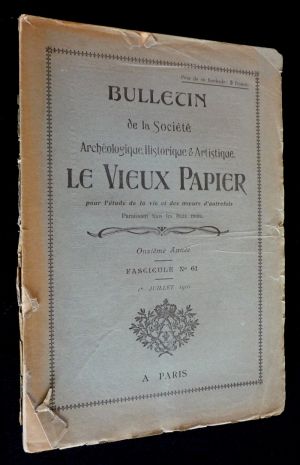 Prix de ce fascicule : 3 francs
BULLETIN
de la Société
Archéologique, Historique & Artistique
LE VIEUX PAPIER
pour l'étude de la vie et des mœurs d'autrefois
Paraissant tous les deux mois.
Onzième Année
FASCICULE N° 61
1er JUILLET 1910
A PARIS